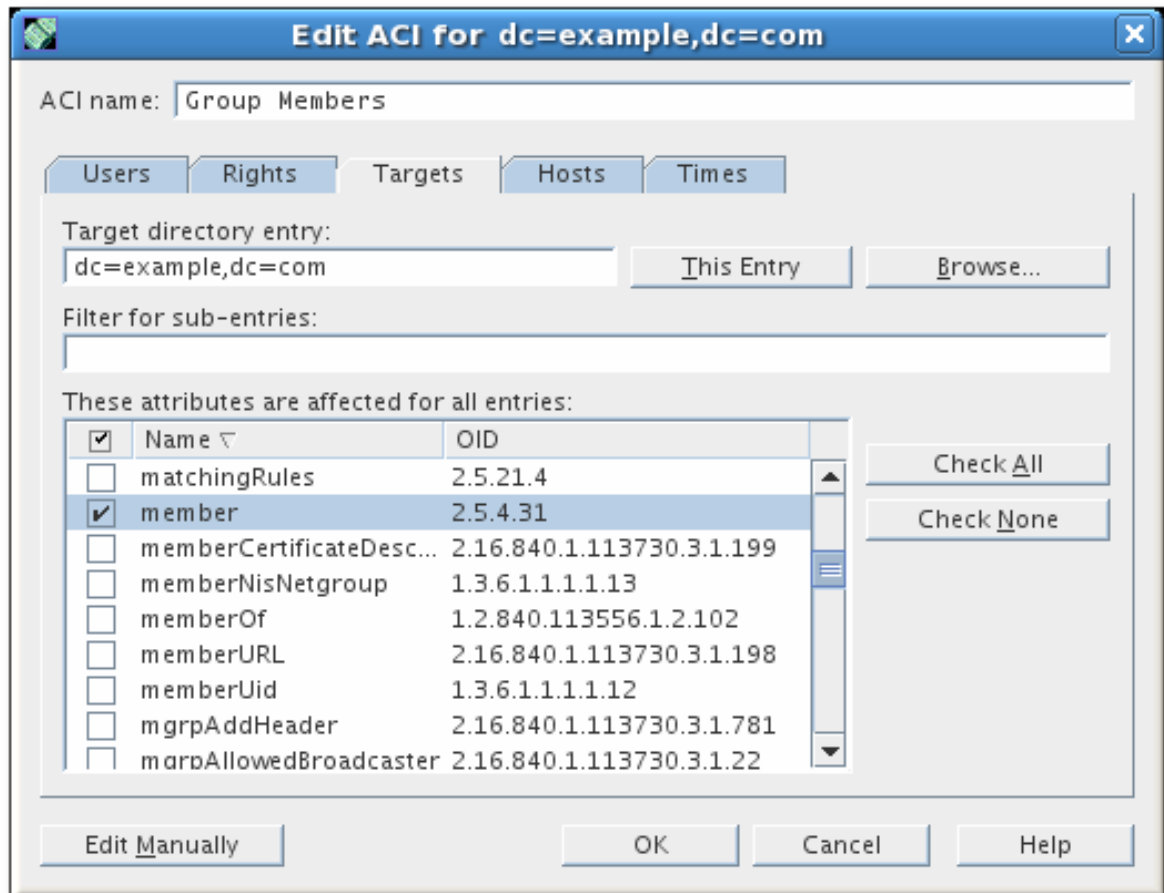 Edit ACI for dc=example,dc=com
ACI name: Group Members
Users Rights Targets Hosts Times
Target directory entry:
dc=example,dc=com This Entry Browse...
Filter for sub-entries:
These attributes are affected for all entries:
Name OID
matchingRules 2.5.21.4
member 2.5.4.31
memberCertificateDesc... 2.16.840.1.113730.3.1.199
memberNisNetgroup 1.3.6.1.1.1.1.13
memberOf 1.2.840.113556.1.2.102
memberURL 2.16.840.1.113730.3.1.198
memberUid 1.3.6.1.1.1.1.12
mgrpAddHeader 2.16.840.1.113730.3.1.781
mgrpAllowedBroadcaster 2.16.840.1.113730.3.1.22
Check All
Check None
Edit Manually OK Cancel Help